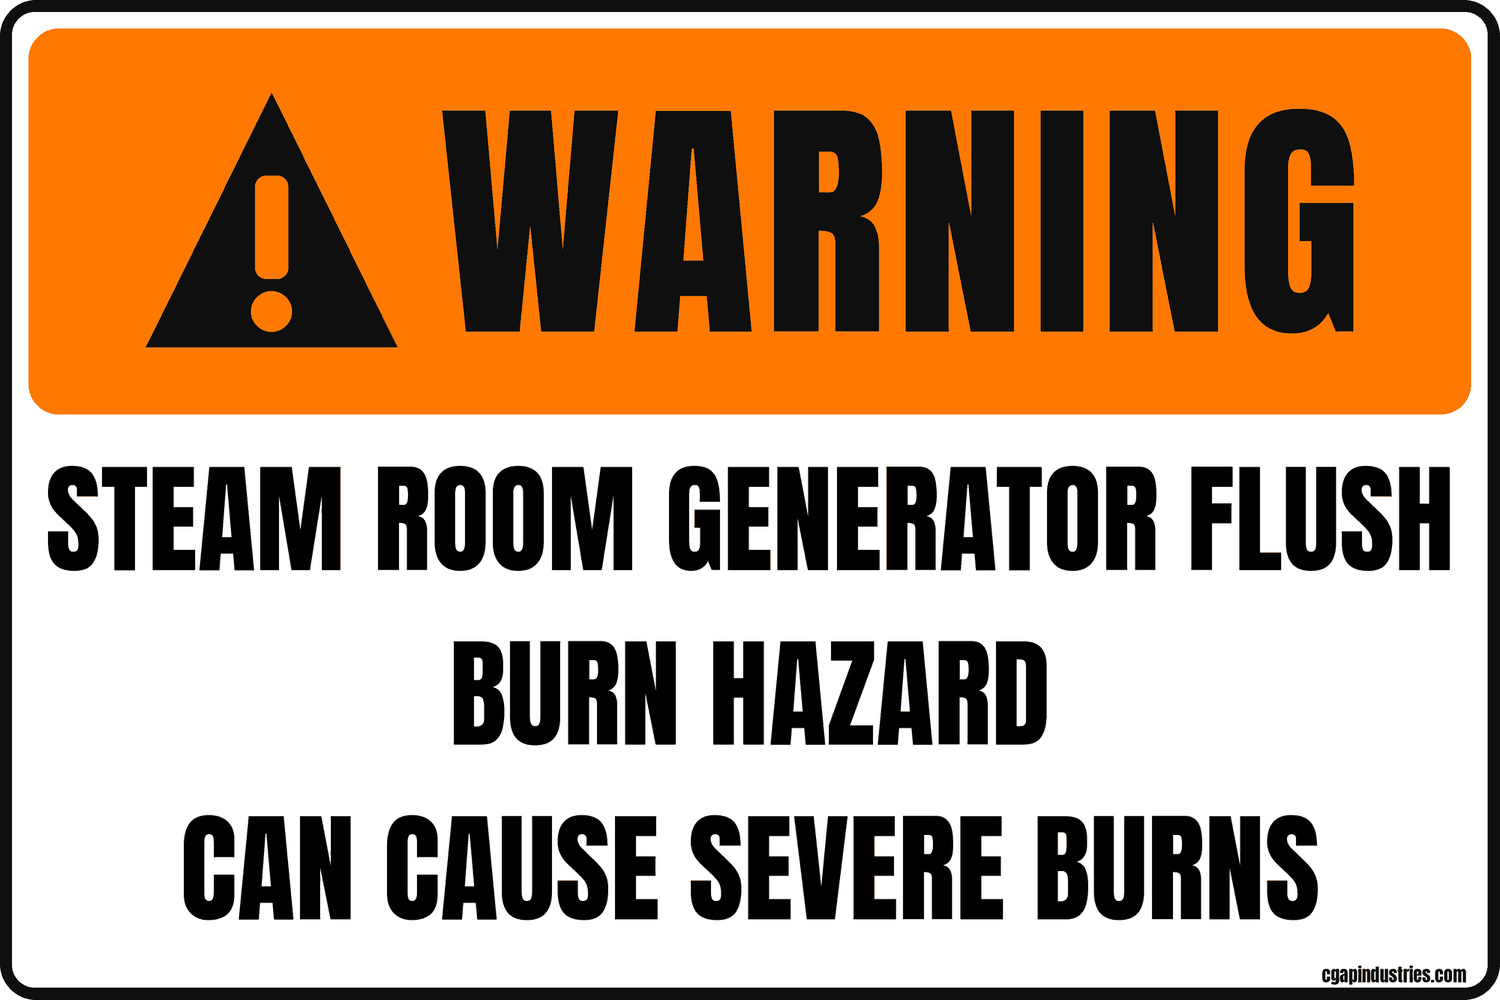 WARNING
STEAM ROOM GENERATOR FLUSH
BURN HAZARD
CAN CAUSE SEVERE BURNS
cgapindustries.com